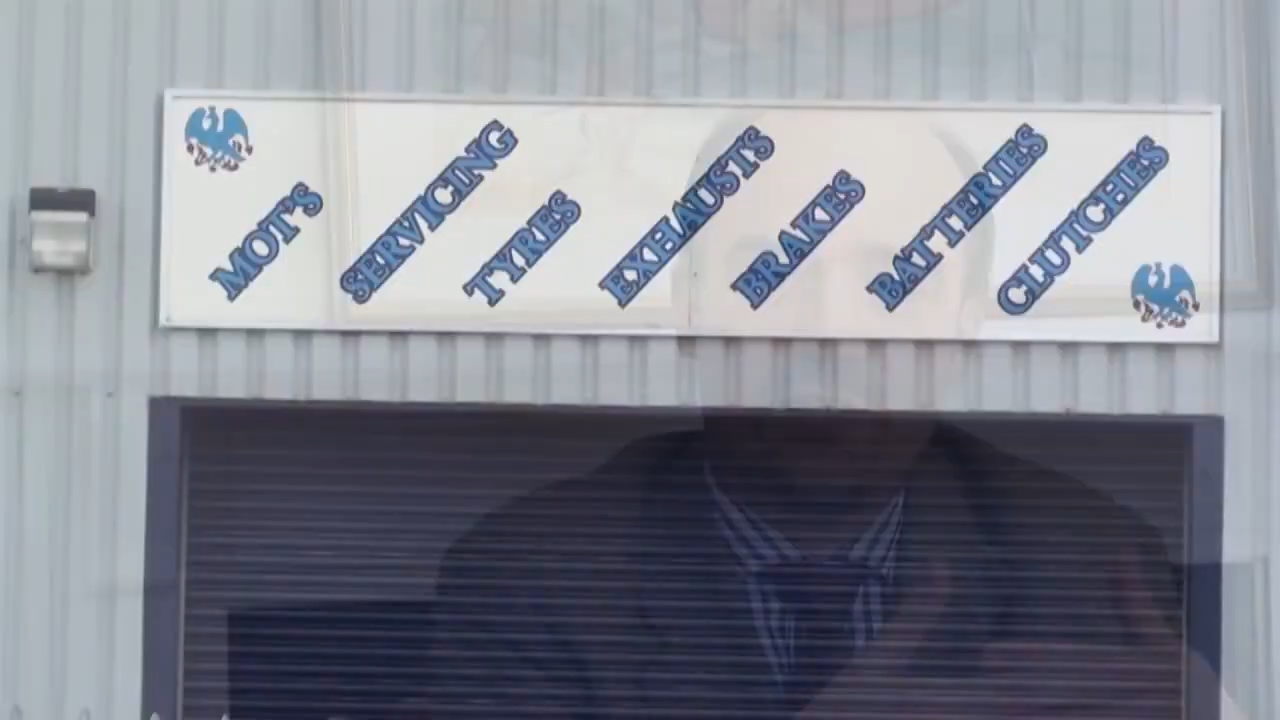 MOT'S
SERVICING
TYRES
EXHAUSTS
BRAKES
BATTERIES
CLUTCHES